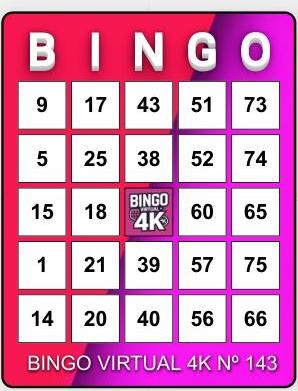 B I N G O
9 17 43 51 73
5 25 38 52 74
15 18 BINGO VIRTUAL 4K 60 65
1 21 39 57 75
14 20 40 56 66
BINGO VIRTUAL 4K Nº 143